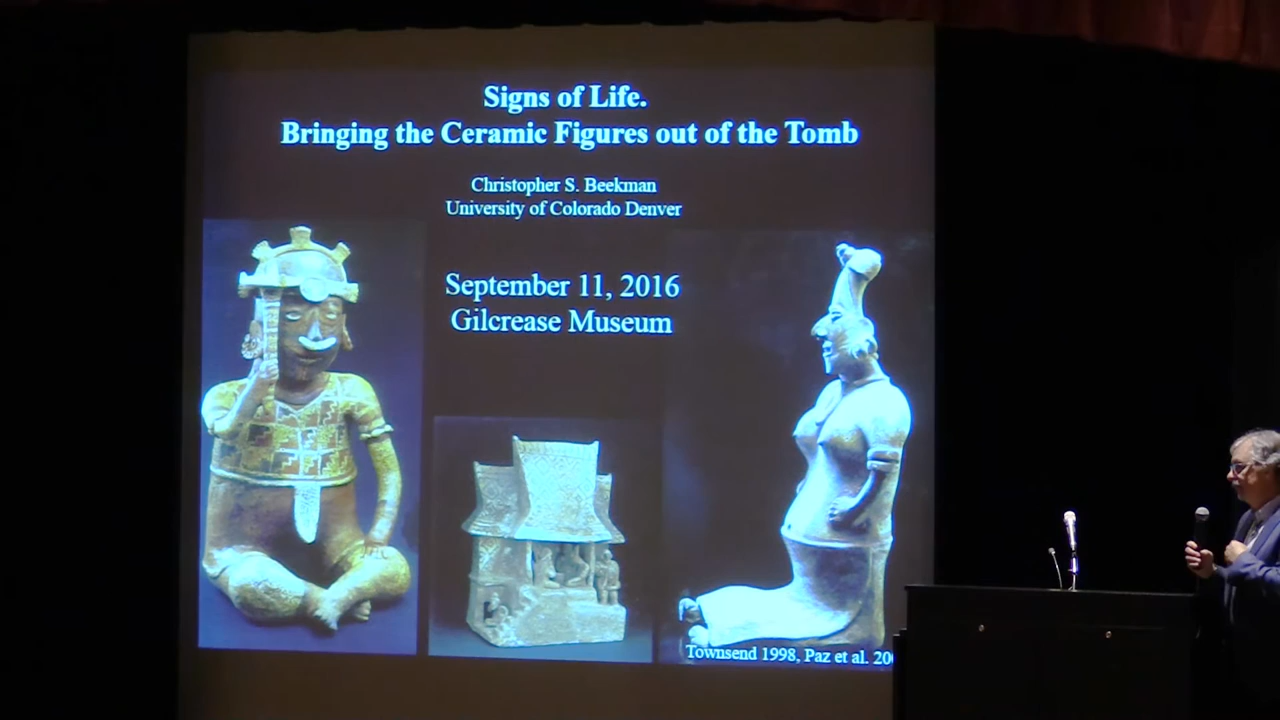 Signs of Life.
Bringing the Ceramic Figures out of the Tomb
Christopher S. Beekman
University of Colorado Denver
September 11, 2016
Gilcrease Museum
Townsend 1998, Paz et al.